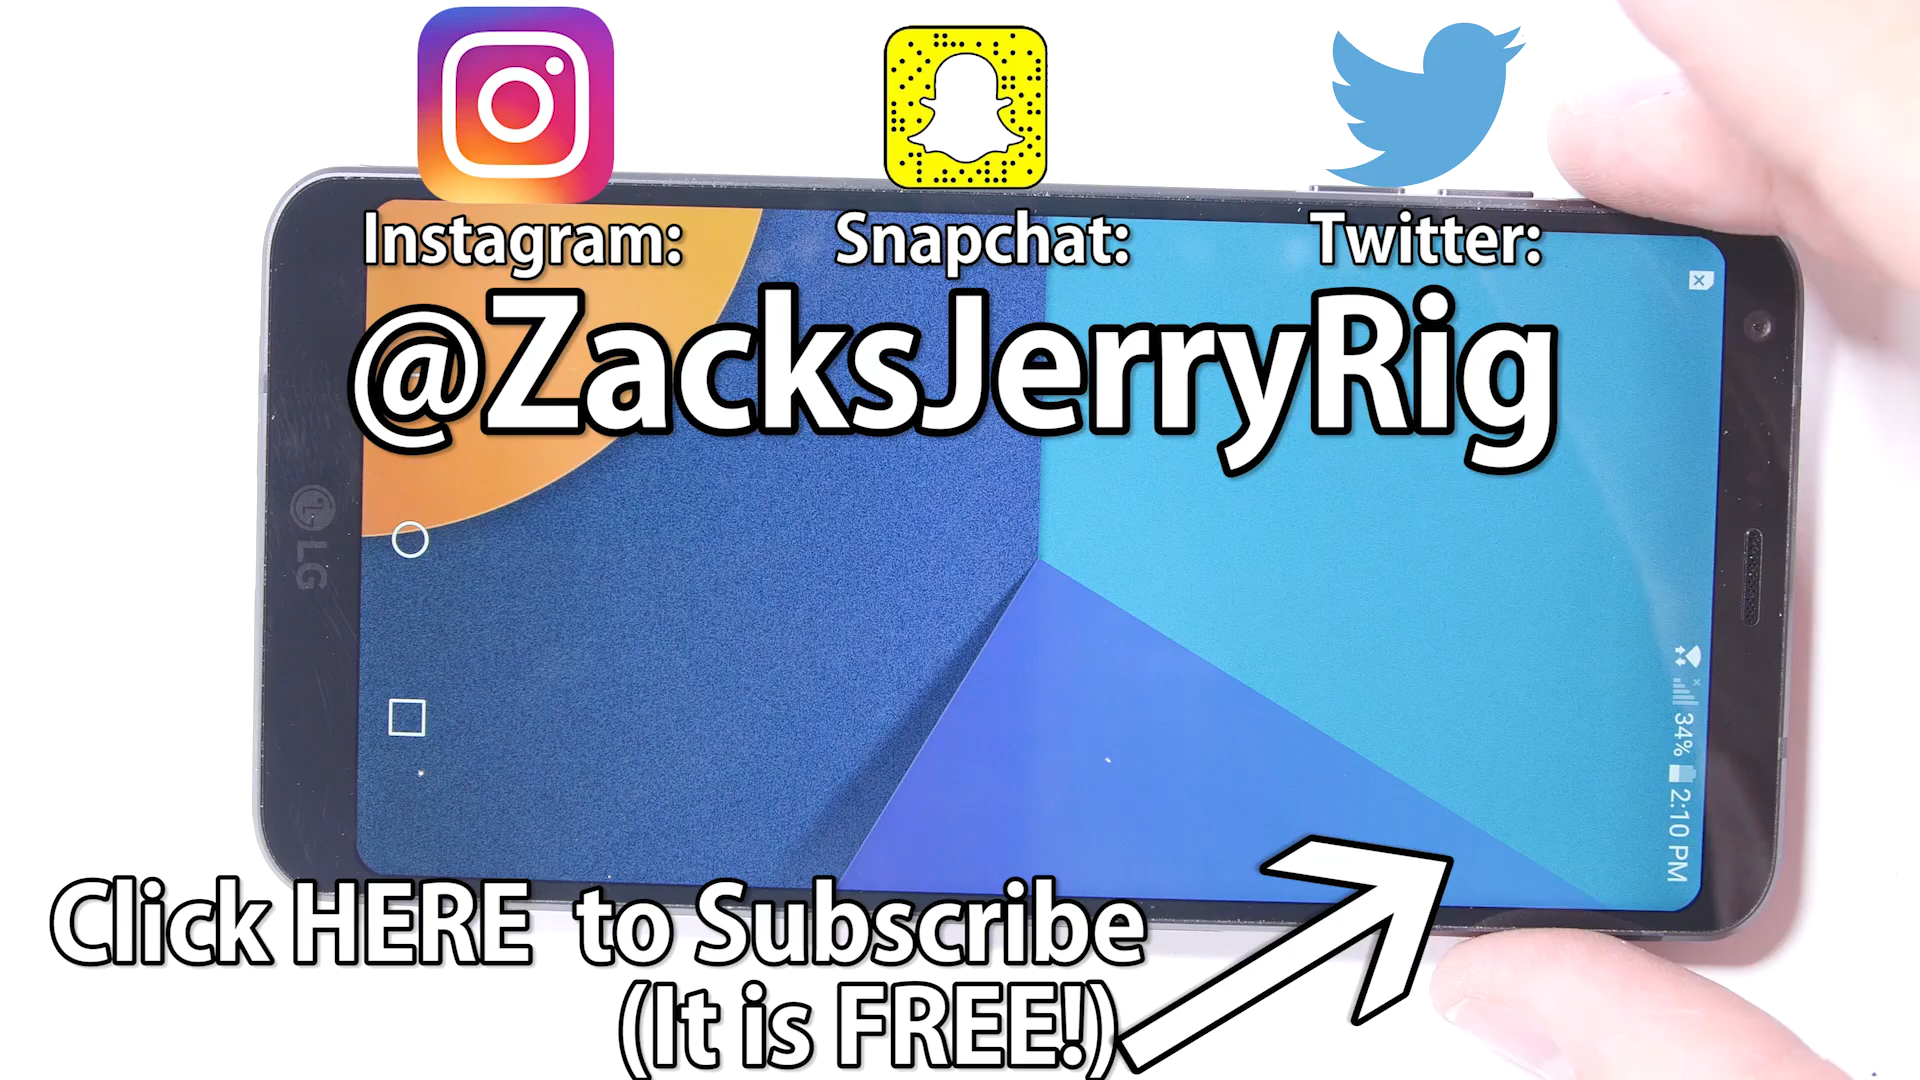 Instagram: Snapchat: Twitter:
@ZacksJerryRig
LG
34% 2:10 PM
Click HERE to Subscribe
(It is FREE!)